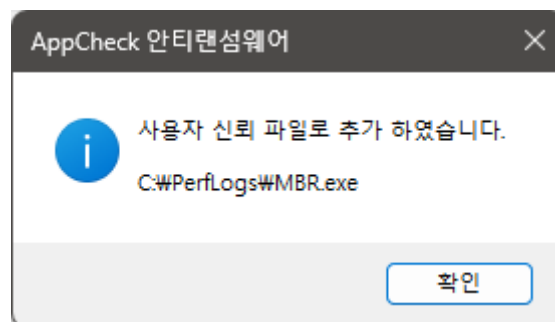 AppCheck 안티랜섬웨어
사용자 신뢰 파일로 추가 하였습니다.
C:₩PerfLogs₩MBR.exe
확인